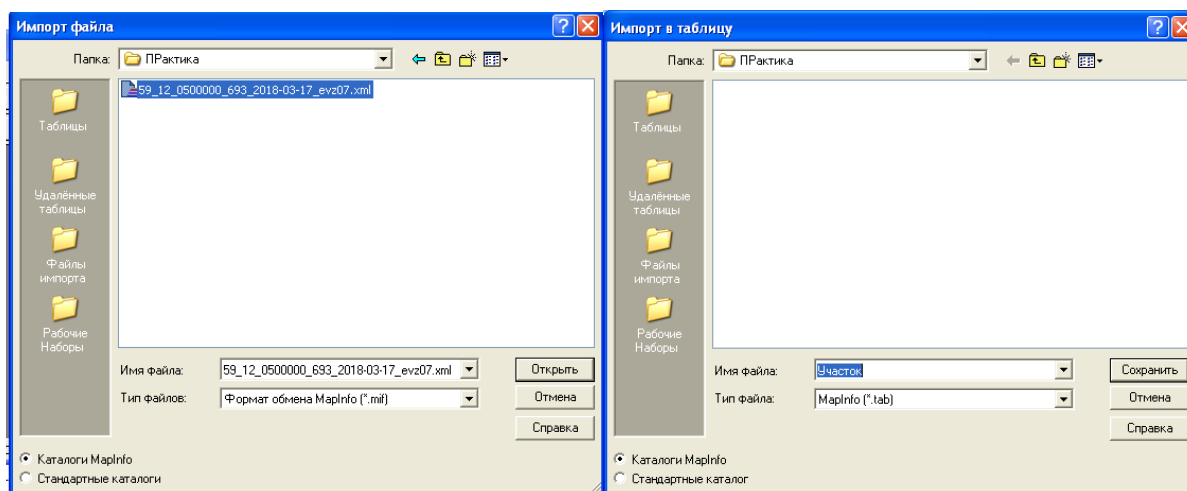 Импорт файла
Папка: ПРактика
59_12_0500000_693_2018-03-17_evz07.xml
Таблицы
Удалённые
таблицы
Файлы
импорта
Рабочие
Наборы
Имя файла: 59_12_0500000_693_2018-03-17_evz07.xml Открыть
Тип файлов: Формат обмена MapInfo (*.mif) Отмена
Справка
Каталоги MapInfo
Стандартные каталоги
Импорт в таблицу
Папка: ПРактика
Таблицы
Удалённые
таблицы
Файлы
импорта
Рабочие
Наборы
Имя файла: Участок Сохранить
Тип файла: MapInfo (*.tab) Отмена
Справка
Каталоги MapInfo
Стандартные каталог